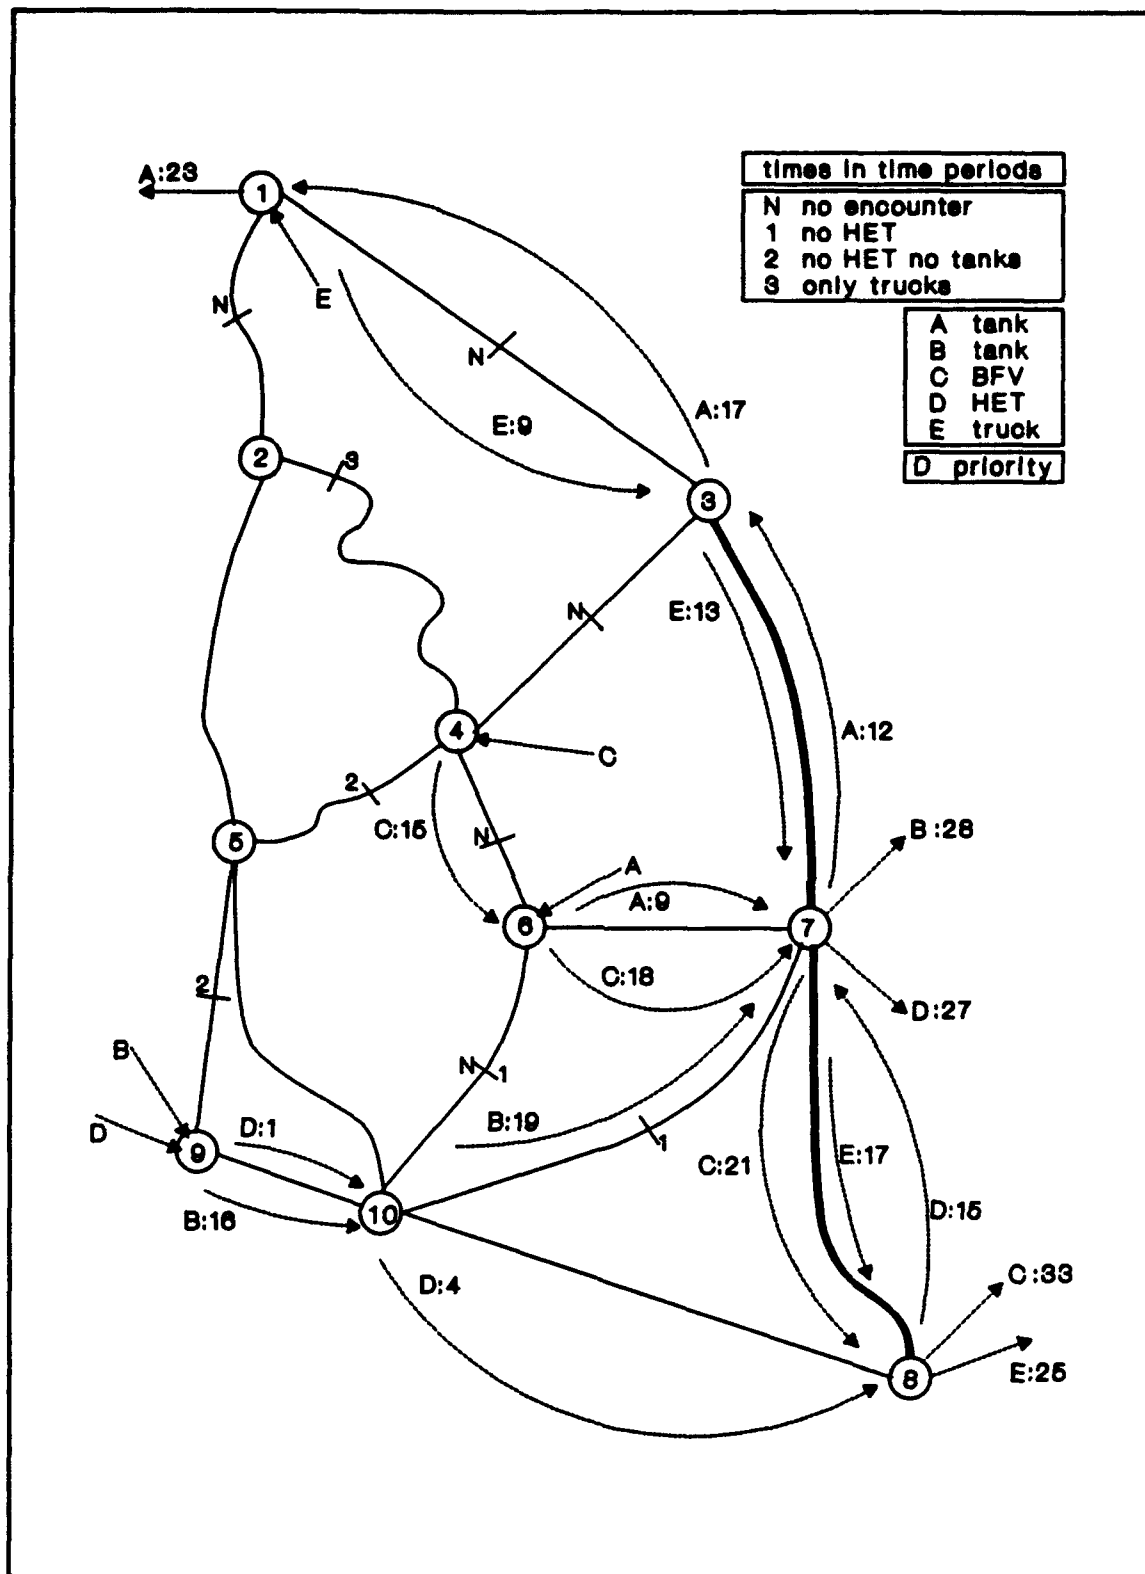 A:23
1
times in time periods
N no encounter
1 no HET
2 no HET no tanks
3 only trucks
E
N
N
A tank
B tank
C BFV
D HET
E truck
D priority
A:17
E:9
2
3
3
N
E:13
4
C
A:12
2
C:15
N
5
B:28
A
A:9
6
7
C:18
D:27
2
N 1
B
B:19
1
D
D:1
9
C:21
E:17
B:16
10
D:15
D:4
C:33
8
E:25